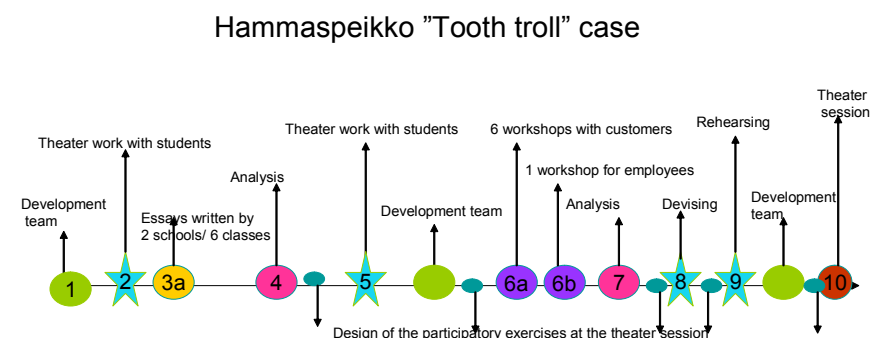 Hammaspeikko ”Tooth troll” case
Theater
session
Rehearsing
Theater work with students
Theater work with students
6 workshops with customers
1 workshop for employees
Analysis
Development
team
Essays written by
2 schools/ 6 classes
Development team
Analysis
Devising
Development
team
1
2
3a
4
5
6a
6b
7
8
9
10
Design of the participatory exercises at the theater session